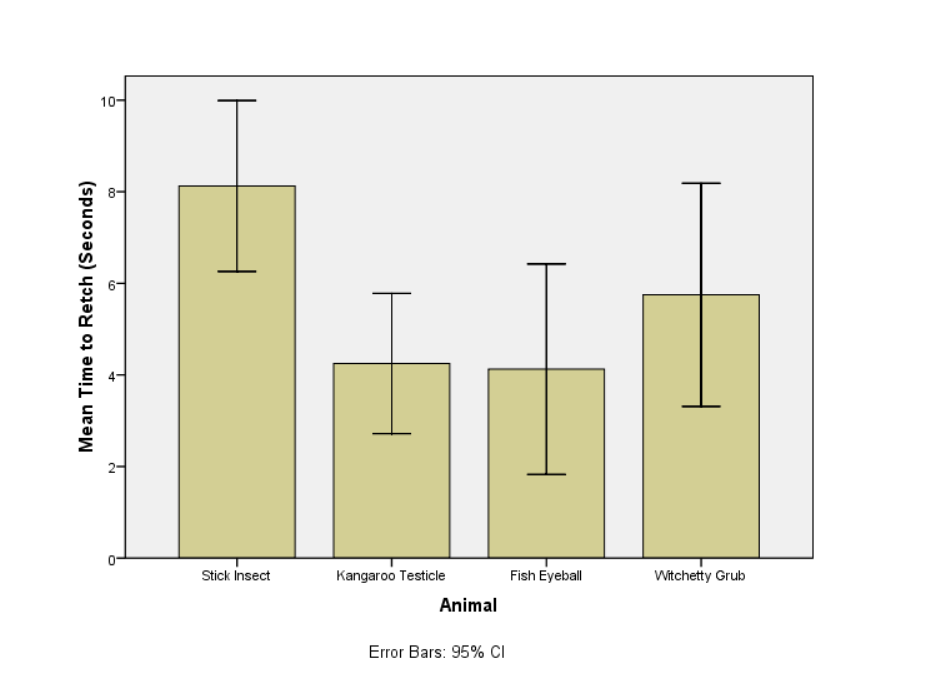 Mean Time to Retch (Seconds)
10
8
6
4
2
0
Stick Insect
Kangaroo Testicle
Fish Eyeball
Witchetty Grub
Animal
Error Bars: 95% CI